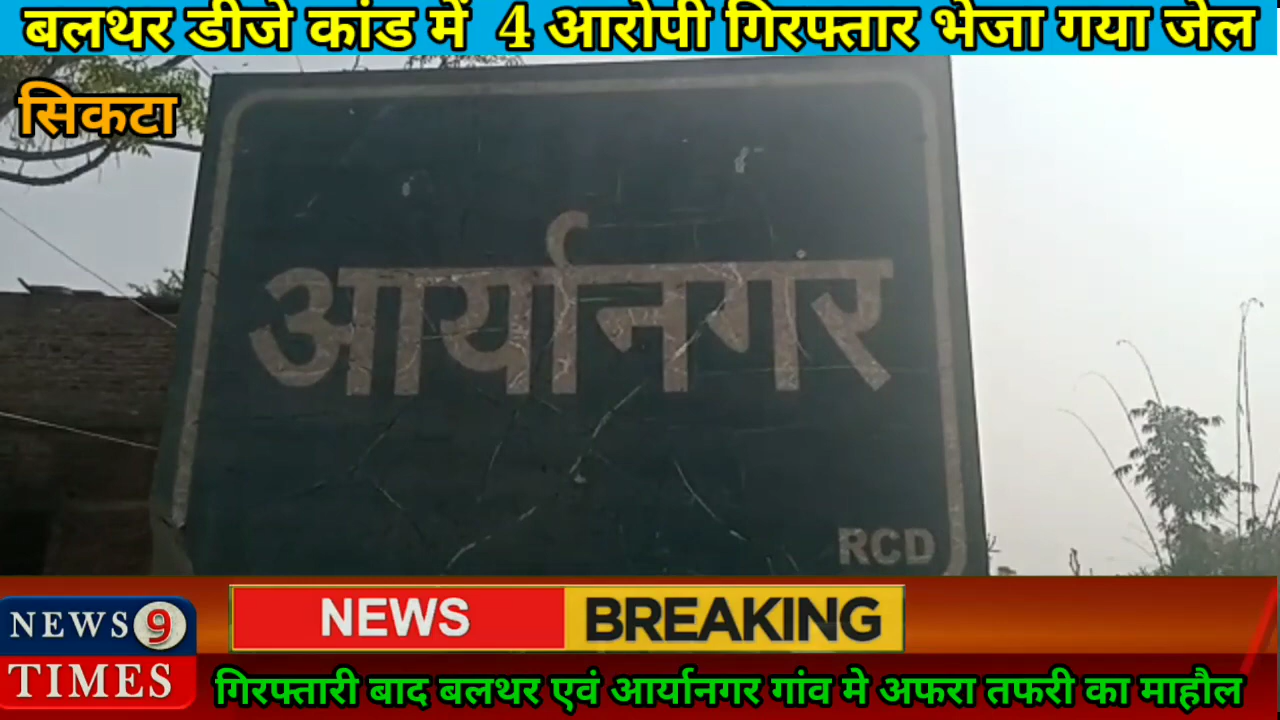 बलथर डीजे कांड में 4 आरोपी गिरफ्तार भेजा गया जेल
सिकटा
आर्यानगर
RCD
NEWS BREAKING
NEWS 9
TIMES
गिरफ्तारी बाद बलथर एवं आर्यानगर गांव मे अफरा तफरी का माहौल